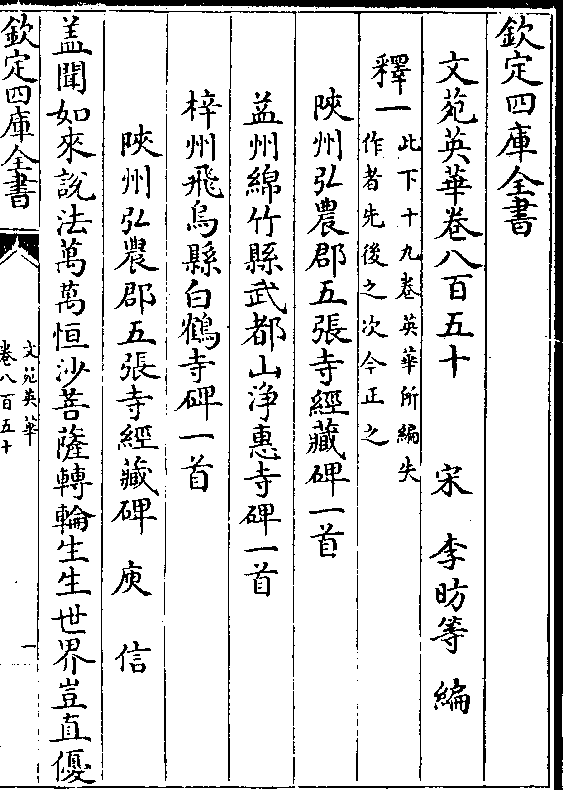 欽定四庫全書
文苑英華卷八百五十 宋 李昉等 編
釋一此下十九卷英華所編失
作者先後之次今正之
陜州弘農郡五張寺經藏碑一首
益州綿竹縣武都山淨惠寺碑一首
梓州飛烏縣白鶴寺碑一首
陜州弘農郡五張寺經藏碑 庾 信
盖聞如來說法萬萬恒沙菩薩轉輪生生世界豈直優
欽定四庫全書
文苑英華
卷八百五十
一